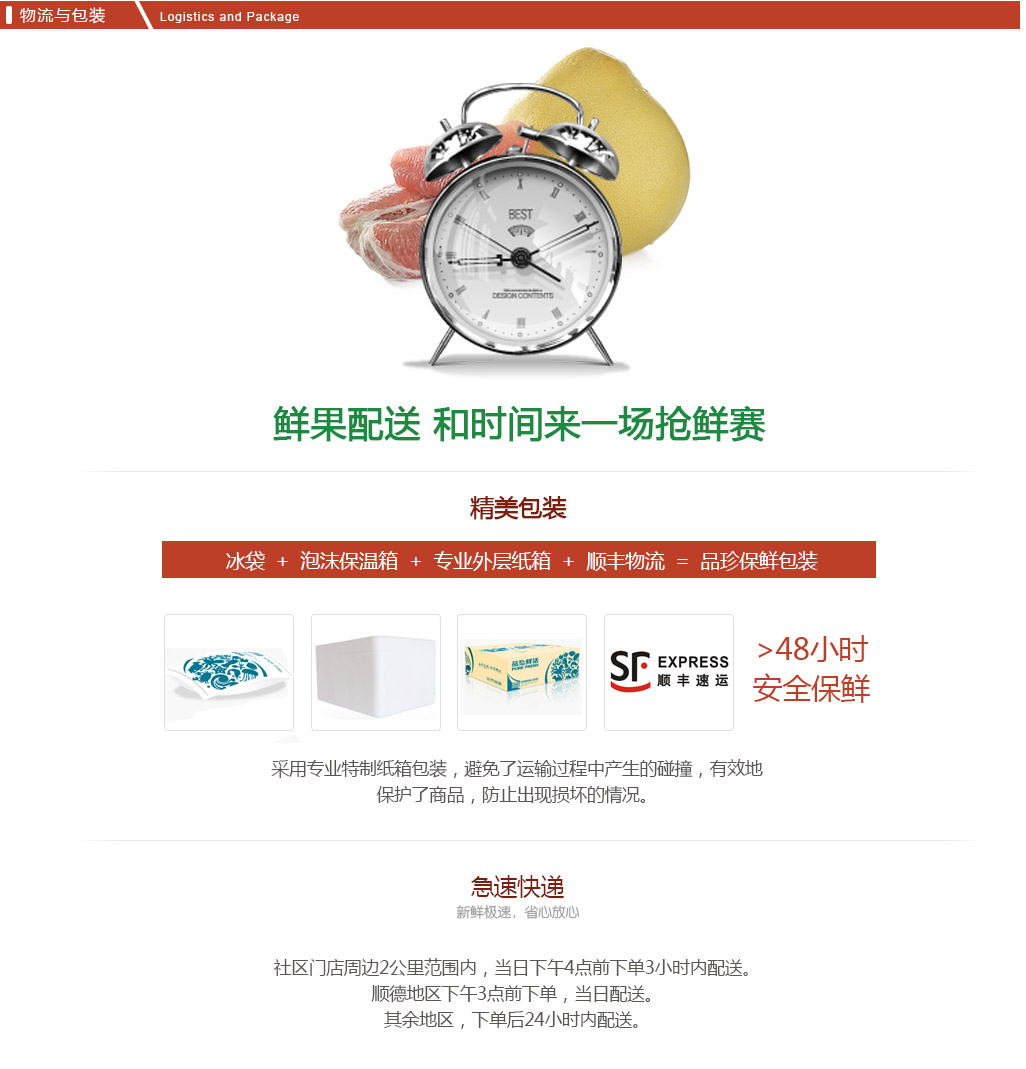 物流与包装
Logistics and Package
BEST
DESIGN CONTENTS
鲜果配送 和时间来一场抢鲜赛
精美包装
冰袋 + 泡沫保温箱 + 专业外层纸箱 + 顺丰物流 = 品珍保鲜包装
品珍鲜活
PURE FRESH
SF EXPRESS
顺丰速运
>48小时
安全保鲜
采用专业特制纸箱包装，避免了运输过程中产生的碰撞，有效地
保护了商品，防止出现损坏的情况。
急速快递
新鲜极速，省心放心
社区门店周边2公里范围内，当日下午4点前下单3小时内配送。
顺德地区下午3点前下单，当日配送。
其余地区，下单后24小时内配送。